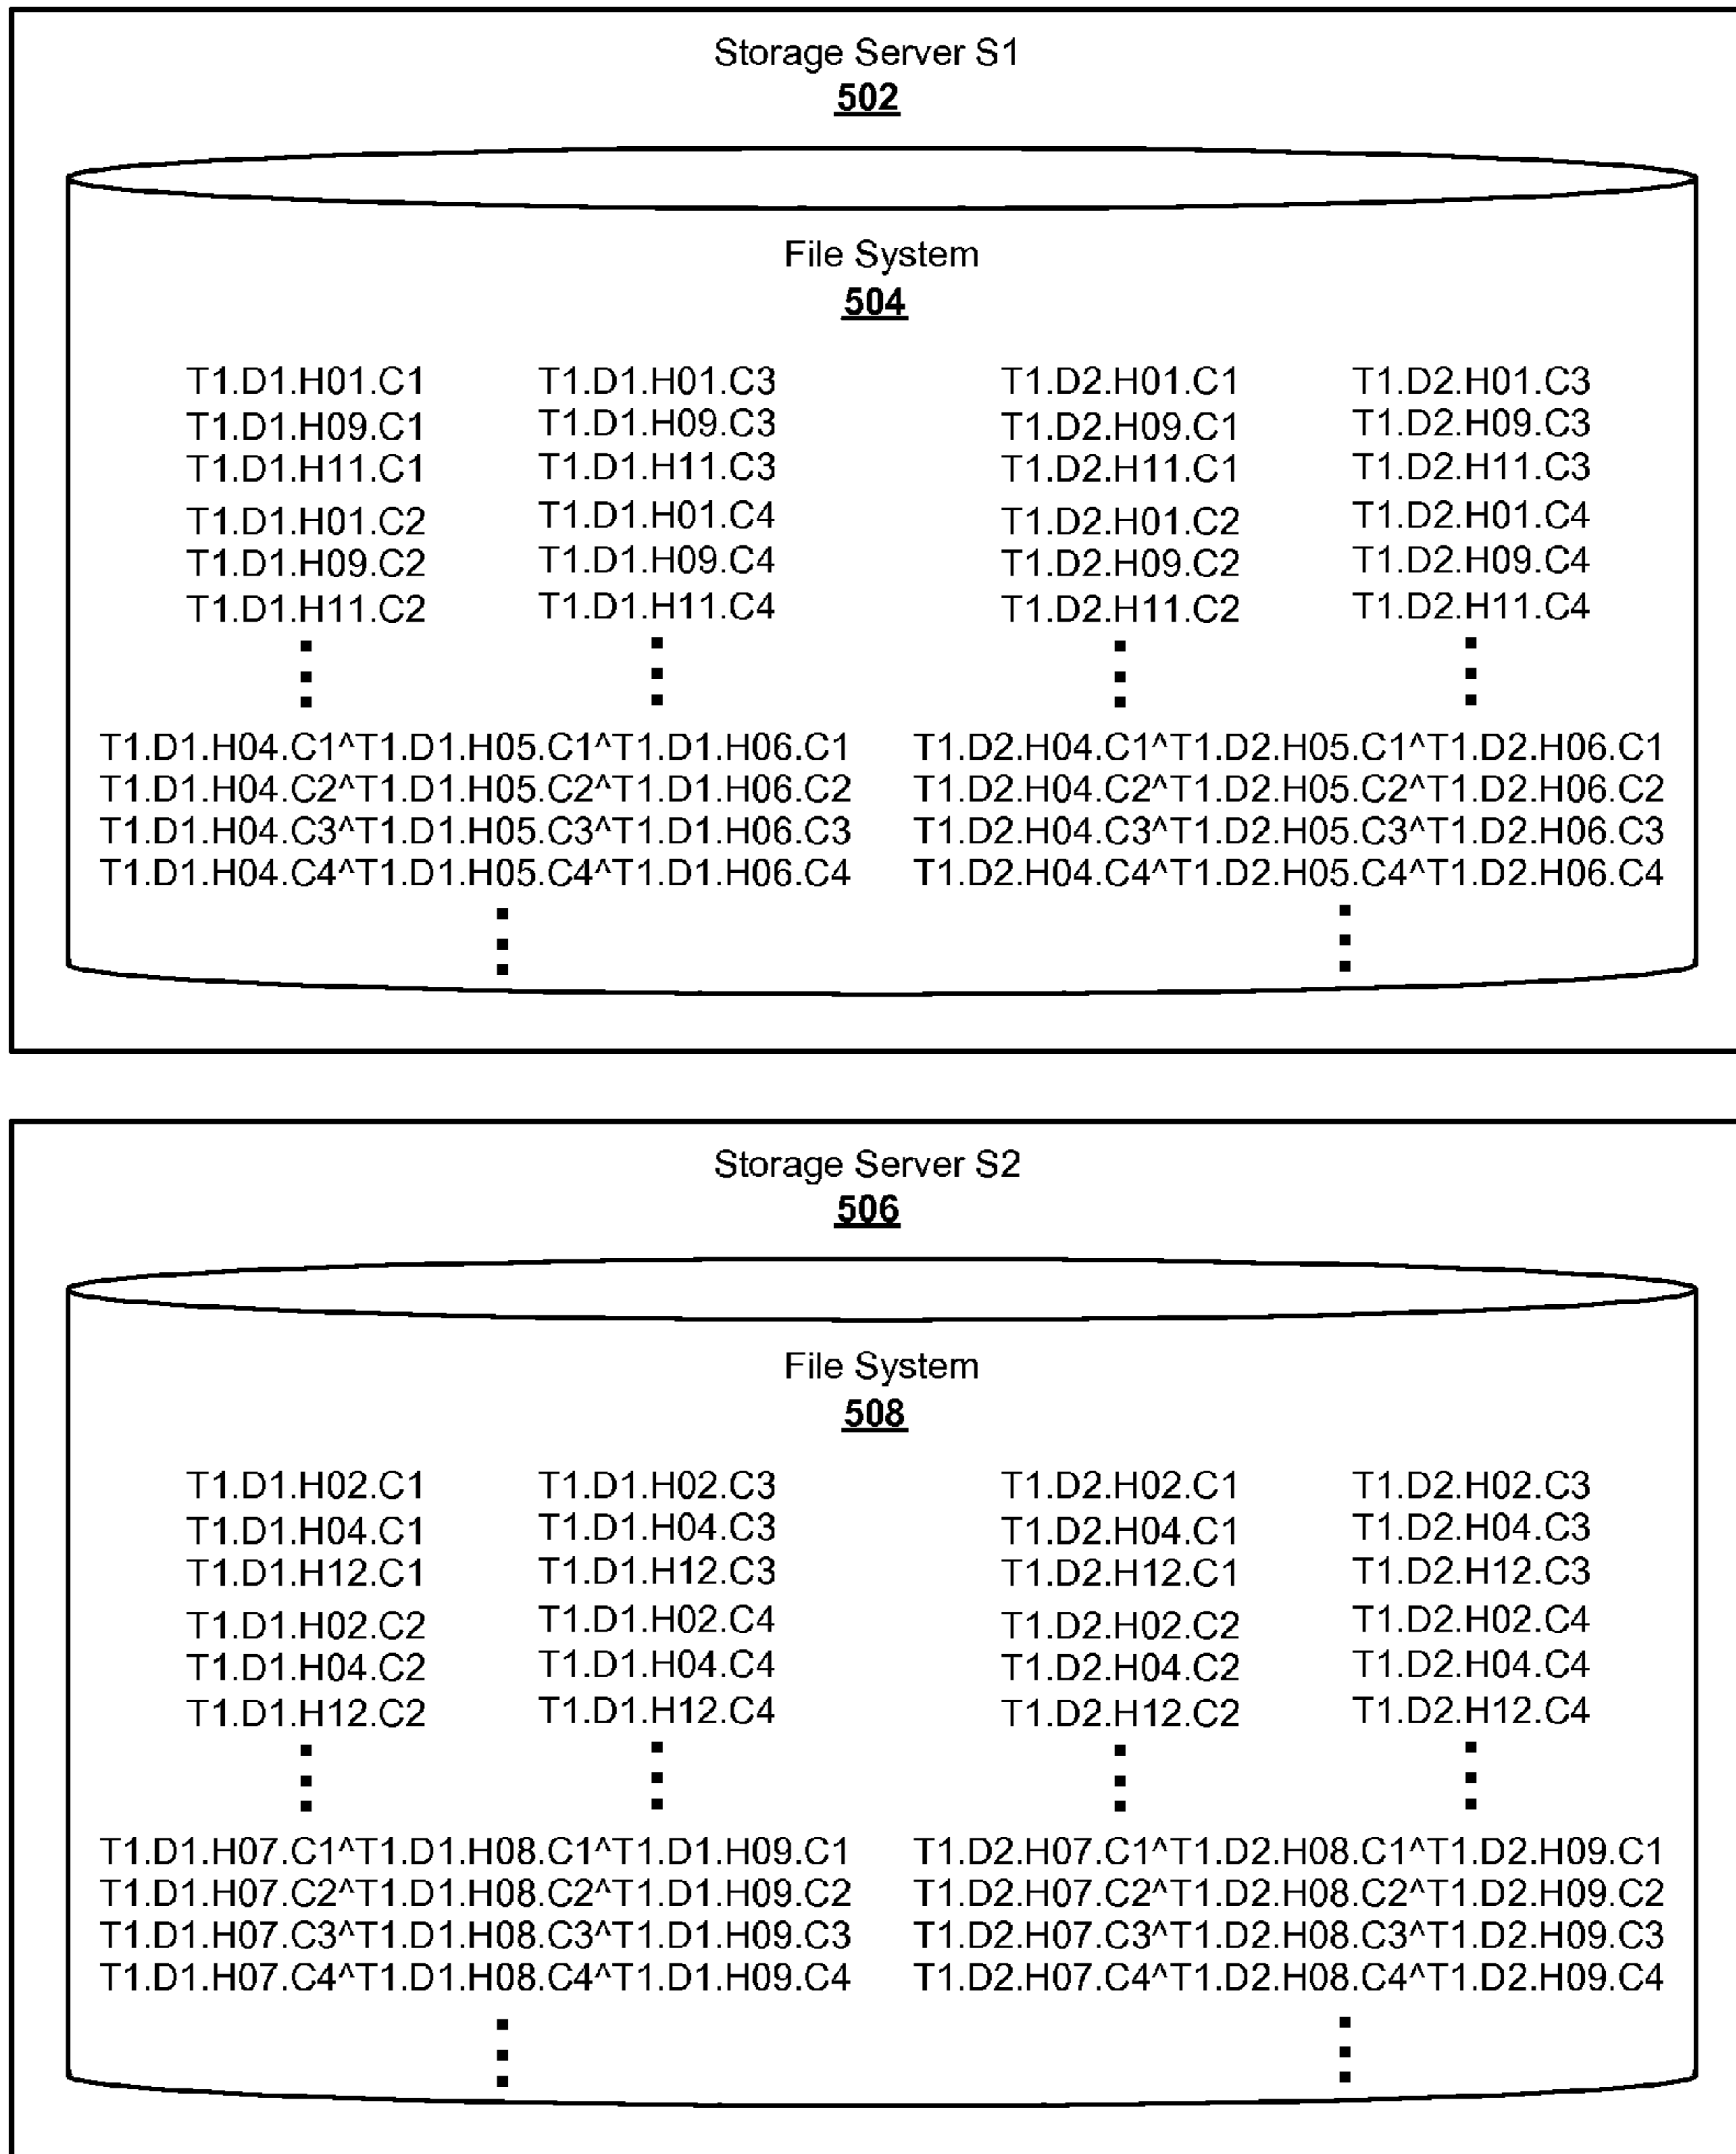 Storage Server S1
502
File System
504
T1.D1.H01.C1 T1.D1.H01.C3 T1.D2.H01.C1 T1.D2.H01.C3
T1.D1.H09.C1 T1.D1.H09.C3 T1.D2.H09.C1 T1.D2.H09.C3
T1.D1.H11.C1 T1.D1.H11.C3 T1.D2.H11.C1 T1.D2.H11.C3
T1.D1.H01.C2 T1.D1.H01.C4 T1.D2.H01.C2 T1.D2.H01.C4
T1.D1.H09.C2 T1.D1.H09.C4 T1.D2.H09.C2 T1.D2.H09.C4
T1.D1.H11.C2 T1.D1.H11.C4 T1.D2.H11.C2 T1.D2.H11.C4
T1.D1.H04.C1^T1.D1.H05.C1^T1.D1.H06.C1 T1.D2.H04.C1^T1.D2.H05.C1^T1.D2.H06.C1
T1.D1.H04.C2^T1.D1.H05.C2^T1.D1.H06.C2 T1.D2.H04.C2^T1.D2.H05.C2^T1.D2.H06.C2
T1.D1.H04.C3^T1.D1.H05.C3^T1.D1.H06.C3 T1.D2.H04.C3^T1.D2.H05.C3^T1.D2.H06.C3
T1.D1.H04.C4^T1.D1.H05.C4^T1.D1.H06.C4 T1.D2.H04.C4^T1.D2.H05.C4^T1.D2.H06.C4
Storage Server S2
506
File System
508
T1.D1.H02.C1 T1.D1.H02.C3 T1.D2.H02.C1 T1.D2.H02.C3
T1.D1.H04.C1 T1.D1.H04.C3 T1.D2.H04.C1 T1.D2.H04.C3
T1.D1.H12.C1 T1.D1.H12.C3 T1.D2.H12.C1 T1.D2.H12.C3
T1.D1.H02.C2 T1.D1.H02.C4 T1.D2.H02.C2 T1.D2.H02.C4
T1.D1.H04.C2 T1.D1.H04.C4 T1.D2.H04.C2 T1.D2.H04.C4
T1.D1.H12.C2 T1.D1.H12.C4 T1.D2.H12.C2 T1.D2.H12.C4
T1.D1.H07.C1^T1.D1.H08.C1^T1.D1.H09.C1 T1.D2.H07.C1^T1.D2.H08.C1^T1.D2.H09.C1
T1.D1.H07.C2^T1.D1.H08.C2^T1.D1.H09.C2 T1.D2.H07.C2^T1.D2.H08.C2^T1.D2.H09.C2
T1.D1.H07.C3^T1.D1.H08.C3^T1.D1.H09.C3 T1.D2.H07.C3^T1.D2.H08.C3^T1.D2.H09.C3
T1.D1.H07.C4^T1.D1.H08.C4^T1.D1.H09.C4 T1.D2.H07.C4^T1.D2.H08.C4^T1.D2.H09.C4